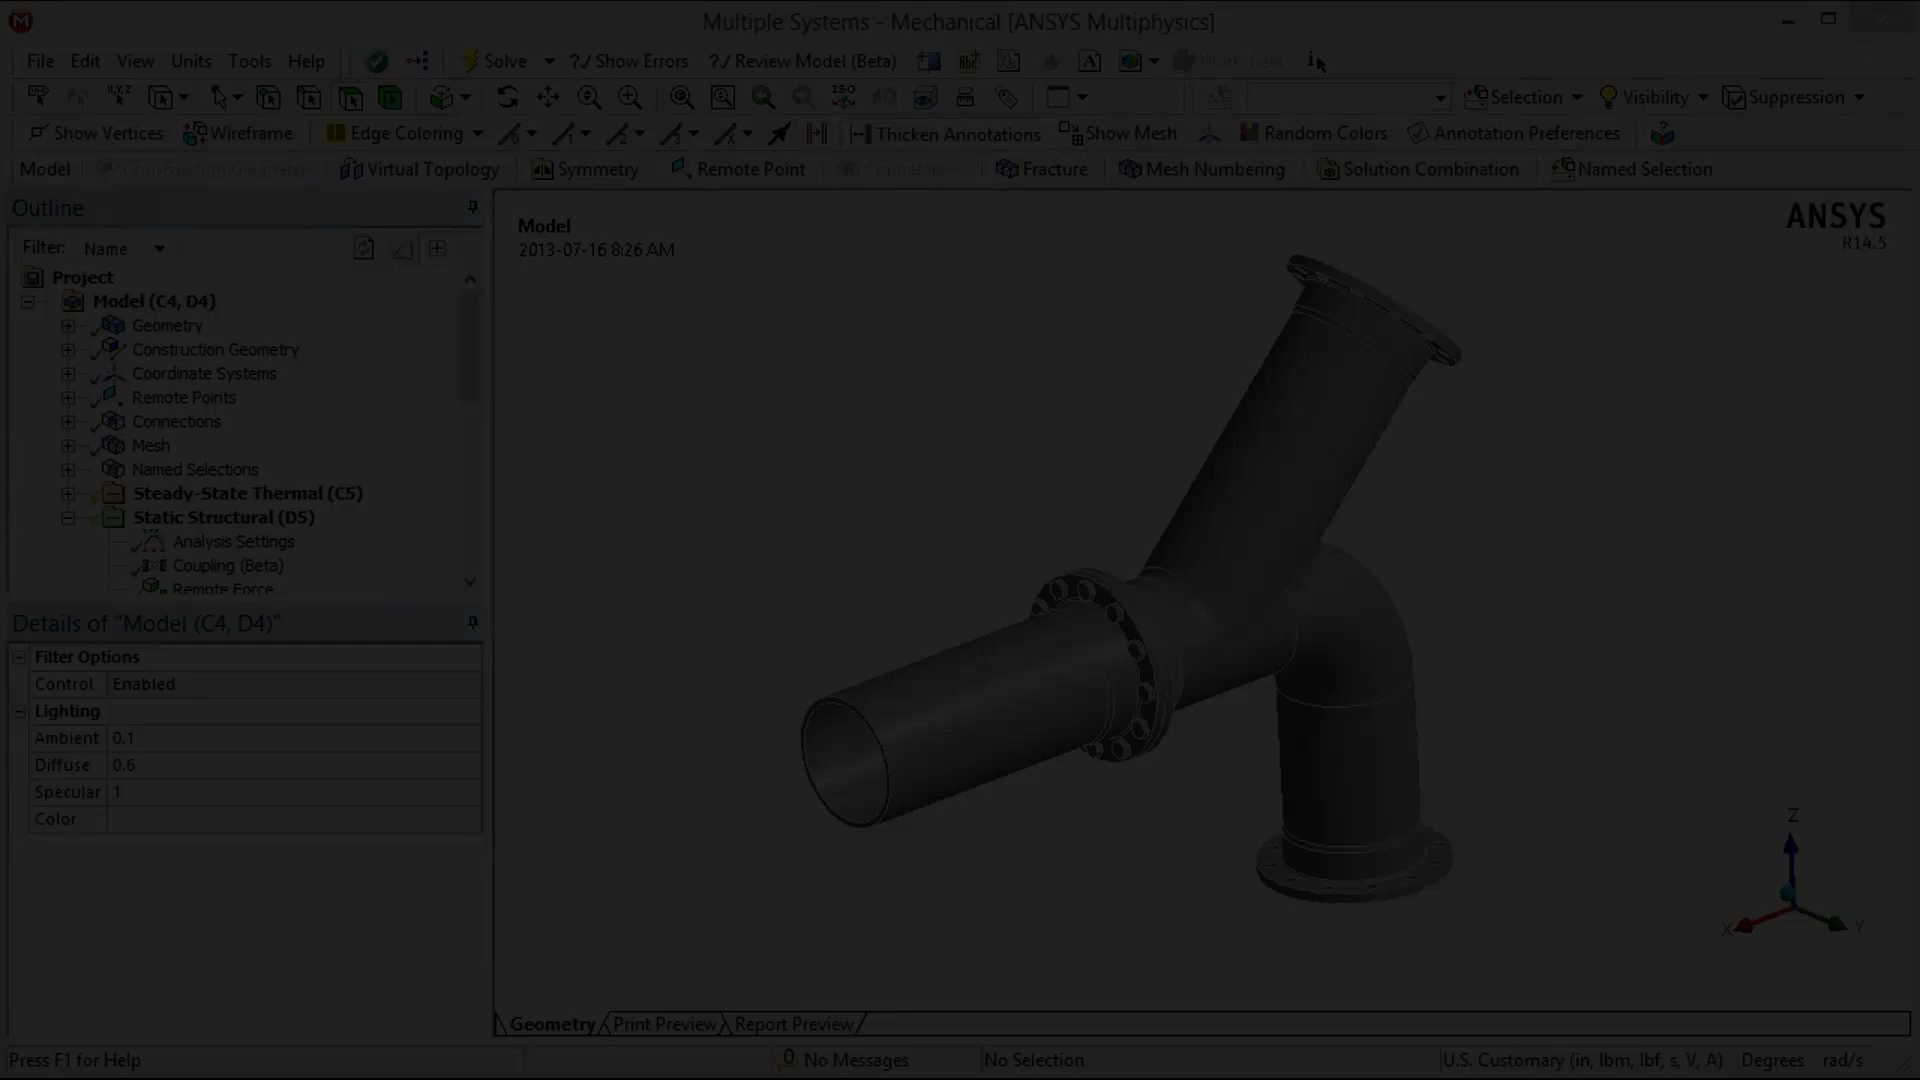 Multiple Systems - Mechanical [ANSYS Multiphysics]
File Edit View Units Tools Help Solve ?/ Show Errors ?/ Review Model (Beta) Worksheet
ISO Selection Visibility Suppression
Show Vertices Wireframe Edge Coloring Thicken Annotations Show Mesh Random Colors Annotation Preferences
Model Construction Geometry Virtual Topology Symmetry Remote Point Connections Fracture Mesh Numbering Solution Combination Named Selection
Outline
Filter: Name
Project
Model (C4, D4)
Geometry
Construction Geometry
Coordinate Systems
Remote Points
Connections
Mesh
Named Selections
Steady-State Thermal (C5)
Static Structural (D5)
Analysis Settings
Coupling (Beta)
Remote Force
Details of "Model (C4, D4)"
Filter Options
Control Enabled
Lighting
Ambient 0.1
Diffuse 0.6
Specular 1
Color
Model
2013-07-16 8:26 AM
ANSYS
R14.5
Z
X
Y
Geometry Print Preview Report Preview
Press F1 for Help 0 No Messages No Selection U.S. Customary (in, lbm, lbf, s, V, A) Degrees rad/s